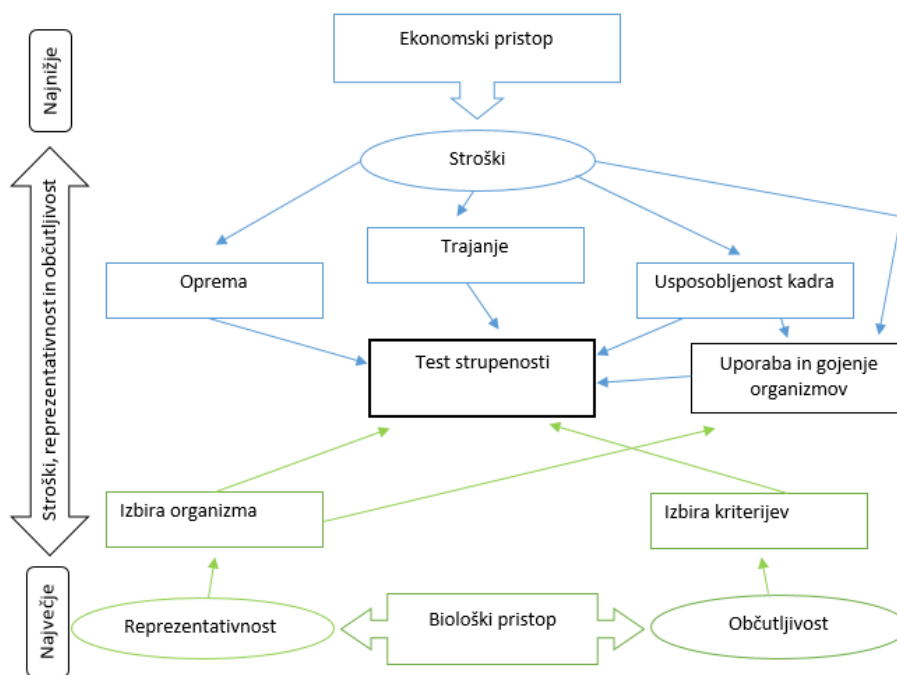 Najnižje
Ekonomski pristop
Stroški
Stroški, reprezentativnost in občutljivost
Trajanje
Oprema
Usposobljenost kadra
Test strupenosti
Uporaba in gojenje
organizmov
Izbira organizma
Izbira kriterijev
Največje
Reprezentativnost
Biološki pristop
Občutljivost